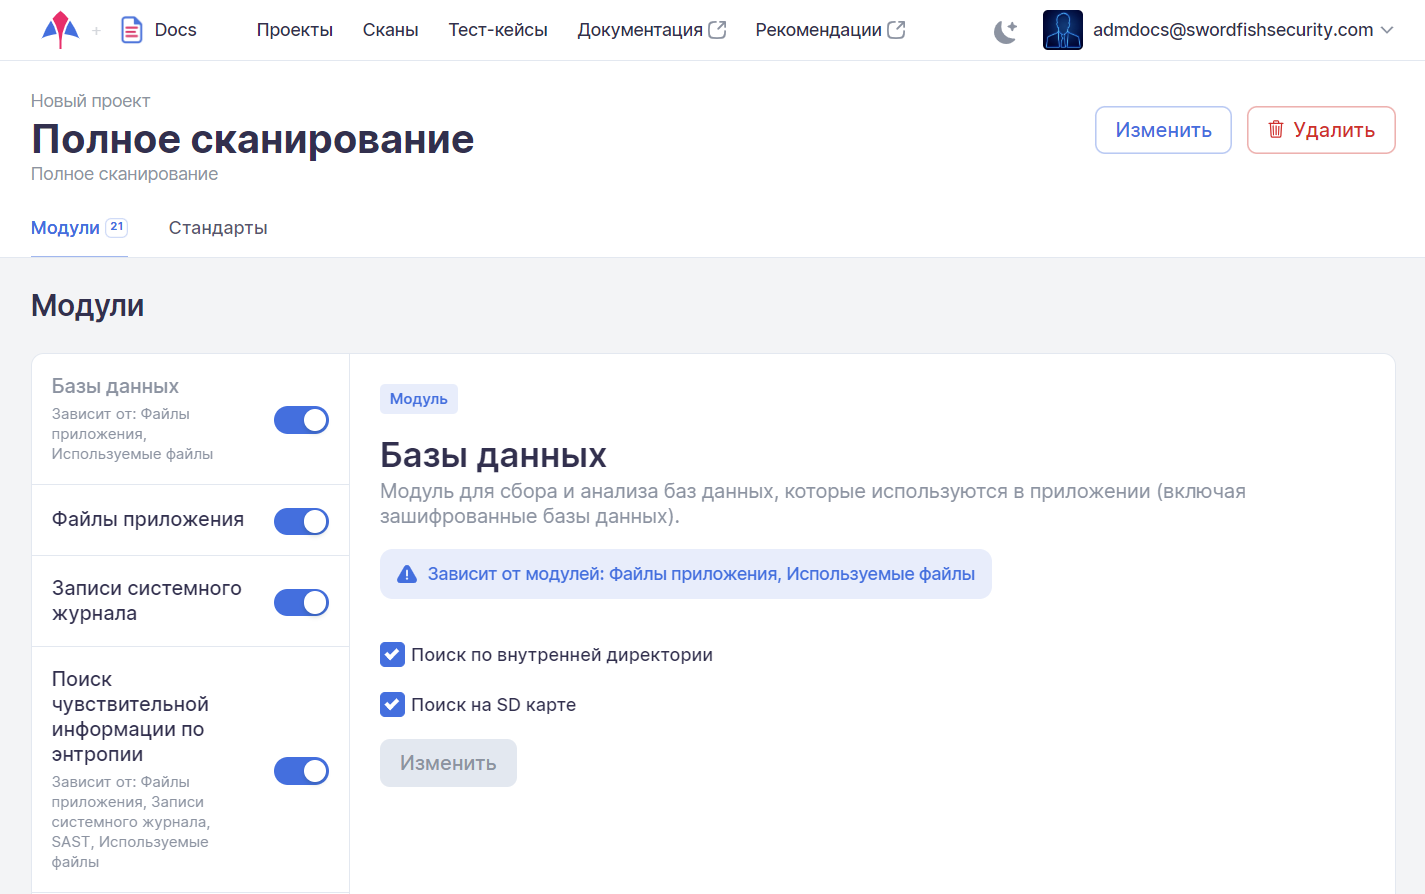 Docs
Проекты
Сканы
Тест-кейсы
Документация
Рекомендации
admdocs@swordfishsecurity.com
Новый проект
Полное сканирование
Полное сканирование
Изменить
Удалить
Модули 21
Стандарты
Модули
Базы данных
Зависит от: Файлы
приложения,
Используемые файлы
Файлы приложения
Записи системного
журнала
Поиск
чувствительной
информации по
энтропии
Зависит от: Файлы
приложения, Записи
системного журнала,
SAST, Используемые
файлы
Модуль
Базы данных
Модуль для сбора и анализа баз данных, которые используются в приложении (включая
зашифрованные базы данных).
Зависит от модулей: Файлы приложения, Используемые файлы
Поиск по внутренней директории
Поиск на SD карте
Изменить